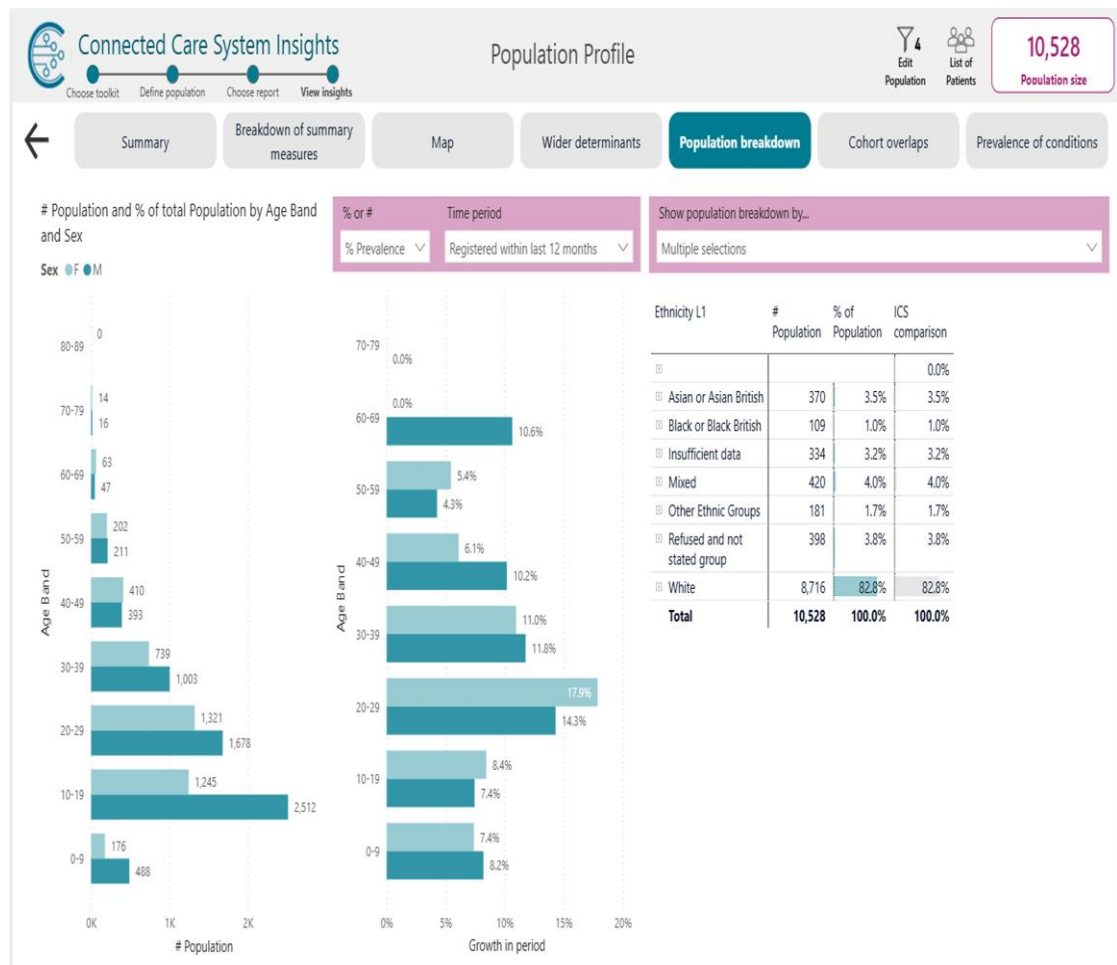 Connected Care System Insights
Choose toolkit Define population Choose report View insights
Population Profile
4
Edit
Population
List of
Patients
10,528
Population size
Summary
Breakdown of summary
measures
Map
Wider determinants
Population breakdown
Cohort overlaps
Prevalence of conditions
# Population and % of total Population by Age Band
and Sex
Sex F M
% or # Time period
% Prevalence Registered within last 12 months
Show population breakdown by...
Multiple selections
Age Band
80-89
0
70-79
14
16
60-69
63
47
50-59
202
211
40-49
410
393
30-39
739
1,003
20-29
1,321
1,678
10-19
1,245
2,512
0-9
176
488
0K 1K 2K
# Population
Age Band
70-79
0.0%
60-69
0.0%
10.6%
50-59
5.4%
4.3%
40-49
6.1%
10.2%
30-39
11.0%
11.8%
20-29
17.9%
14.3%
10-19
8.4%
7.4%
0-9
7.4%
8.2%
0% 5% 10% 15% 20%
Growth in period
Ethnicity L1 # % of ICS
Population Population comparison
0.0%
Asian or Asian British 370 3.5% 3.5%
Black or Black British 109 1.0% 1.0%
Insufficient data 334 3.2% 3.2%
Mixed 420 4.0% 4.0%
Other Ethnic Groups 181 1.7% 1.7%
Refused and not 398 3.8% 3.8%
stated group
White 8,716 82.8% 82.8%
Total 10,528 100.0% 100.0%